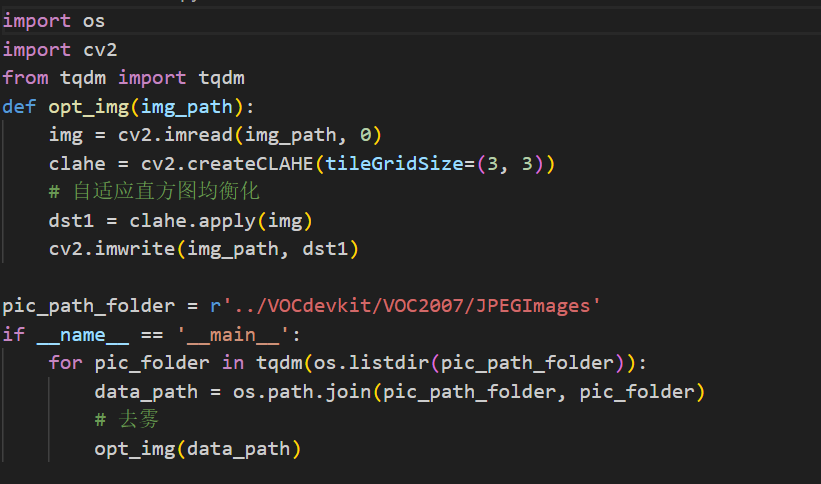 import os
import cv2
from tqdm import tqdm
def opt_img(img_path):
    img = cv2.imread(img_path, 0)
    clahe = cv2.createCLAHE(tileGridSize=(3, 3))
    # 自适应直方图均衡化
    dst1 = clahe.apply(img)
    cv2.imwrite(img_path, dst1)

pic_path_folder = r'../VOCdevkit/VOC2007/JPEGImages'
if __name__ == '__main__':
    for pic_folder in tqdm(os.listdir(pic_path_folder)):
        data_path = os.path.join(pic_path_folder, pic_folder)
        # 去雾
        opt_img(data_path)